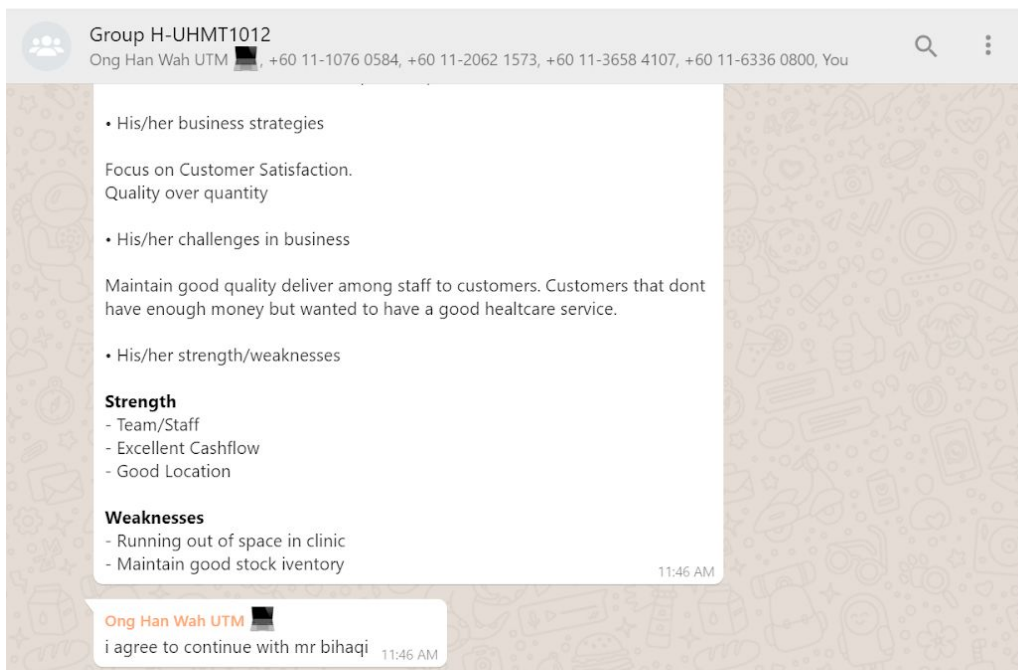 Group H-UHMT1012
Ong Han Wah UTM 💻, +60 11-1076 0584, +60 11-2062 1573, +60 11-3658 4107, +60 11-6336 0800, You
• His/her business strategies
Focus on Customer Satisfaction.
Quality over quantity
• His/her challenges in business
Maintain good quality deliver among staff to customers. Customers that dont
have enough money but wanted to have a good healtcare service.
• His/her strength/weaknesses
Strength
- Team/Staff
- Excellent Cashflow
- Good Location
Weaknesses
- Running out of space in clinic
- Maintain good stock iventory
11:46 AM
Ong Han Wah UTM 💻
i agree to continue with mr bihaqi 11:46 AM